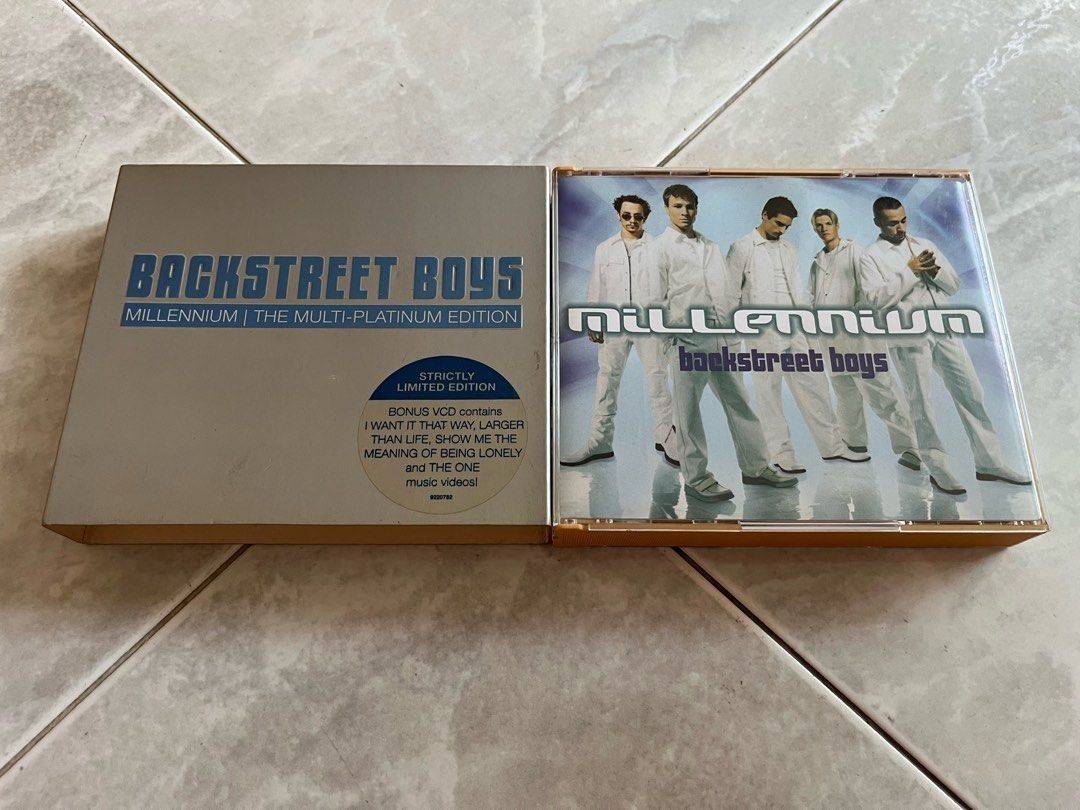 BACKSTREET BOYS
MILLENNIUM | THE MULTI-PLATINUM EDITION
STRICTLY
LIMITED EDITION
BONUS VCD contains
I WANT IT THAT WAY, LARGER
THAN LIFE, SHOW ME THE
MEANING OF BEING LONELY
and THE ONE
music videos!
9220782
millennium
backstreet boys